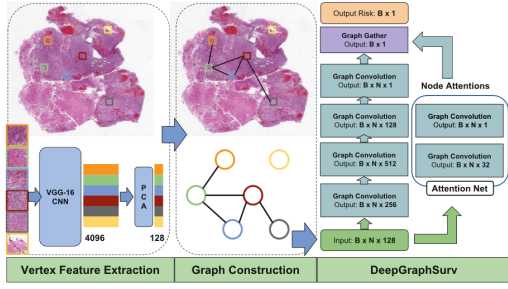 VGG-16
CNN
4096
P
C
A
128
Output Risk: B x 1
Graph Gather
Output: B x 1
Graph Convolution
Output: B x N x 1
Graph Convolution
Output: B x N x 128
Graph Convolution
Output: B x N x 512
Graph Convolution
Output: B x N x 256
Input: B x N x 128
Node Attentions
Graph Convolution
Output: B x N x 1
Graph Convolution
Output: B x N x 32
Attention Net
Vertex Feature Extraction
Graph Construction
DeepGraphSurv